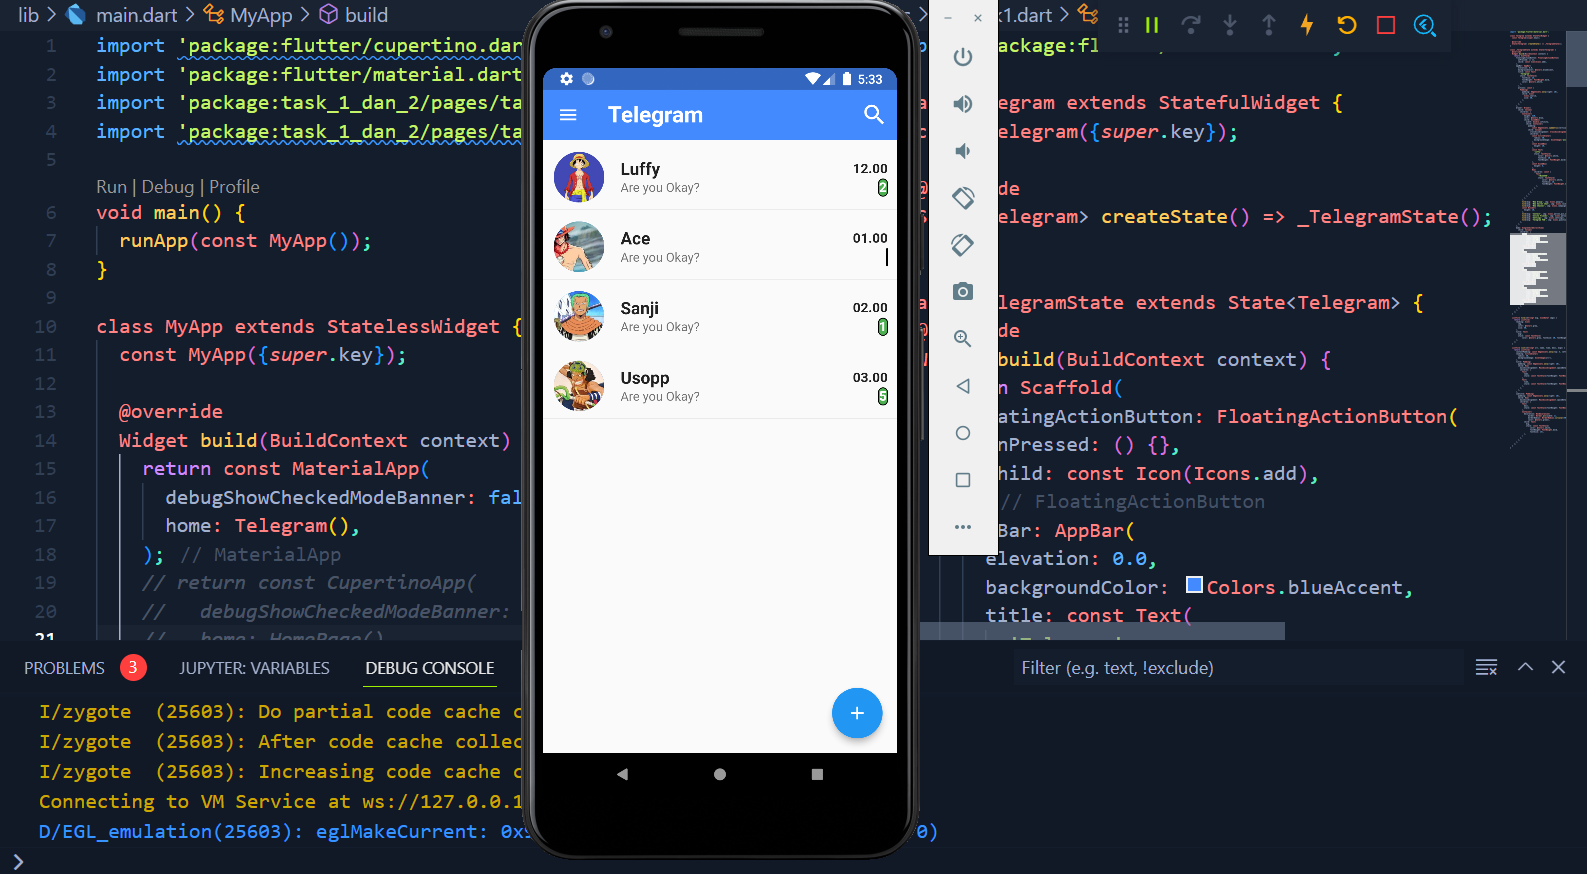 lib > main.dart > MyApp > build
1 import 'package:flutter/cupertino.dar
2 import 'package:flutter/material.dart
3 import 'package:task_1_dan_2/pages/ta
4 import 'package:task_1_dan_2/pages/ta
5
Run | Debug | Profile
6 void main() {
7 runApp(const MyApp());
8 }
9
10 class MyApp extends StatelessWidget {
11 const MyApp({super.key});
12
13 @override
14 Widget build(BuildContext context)
15 return const MaterialApp(
16 debugShowCheckedModeBanner: fal
17 home: Telegram(),
18 ); // MaterialApp
19 // return const CupertinoApp(
20 // debugShowCheckedModeBanner:
21 // home: HomePage()
5:33
Telegram
Luffy 12.00
Are you Okay? 2
Ace 01.00
Are you Okay?
Sanji 02.00
Are you Okay? 1
Usopp 03.00
Are you Okay? 5
+
k1.dart >
package:fl
legram extends StatefulWidget {
elegram({super.key});
de
elegram> createState() => _TelegramState();
legramState extends State<Telegram> {
de
build(BuildContext context) {
n Scaffold(
oatingActionButton: FloatingActionButton(
nPressed: () {},
hild: const Icon(Icons.add),
// FloatingActionButton
Bar: AppBar(
elevation: 0.0,
backgroundColor: Colors.blueAccent,
title: const Text(
PROBLEMS 3 JUPYTER: VARIABLES DEBUG CONSOLE Filter (e.g. text, !exclude)
I/zygote (25603): Do partial code cache c
I/zygote (25603): After code cache collec
I/zygote (25603): Increasing code cache c
Connecting to VM Service at ws://127.0.0.1
D/EGL_emulation(25603): eglMakeCurrent: 0x 0)
>